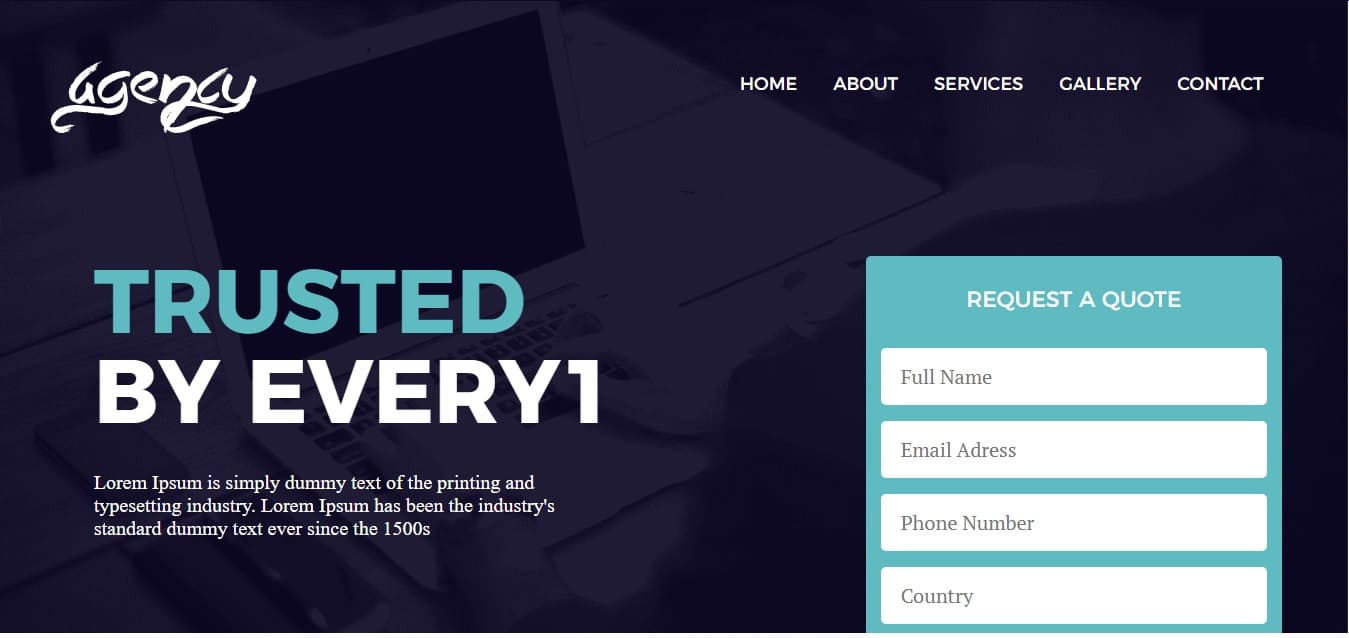 agency
HOME ABOUT SERVICES GALLERY CONTACT
TRUSTED
BY EVERY1
Lorem Ipsum is simply dummy text of the printing and
typesetting industry. Lorem Ipsum has been the industry's
standard dummy text ever since the 1500s
REQUEST A QUOTE
Full Name
Email Adress
Phone Number
Country